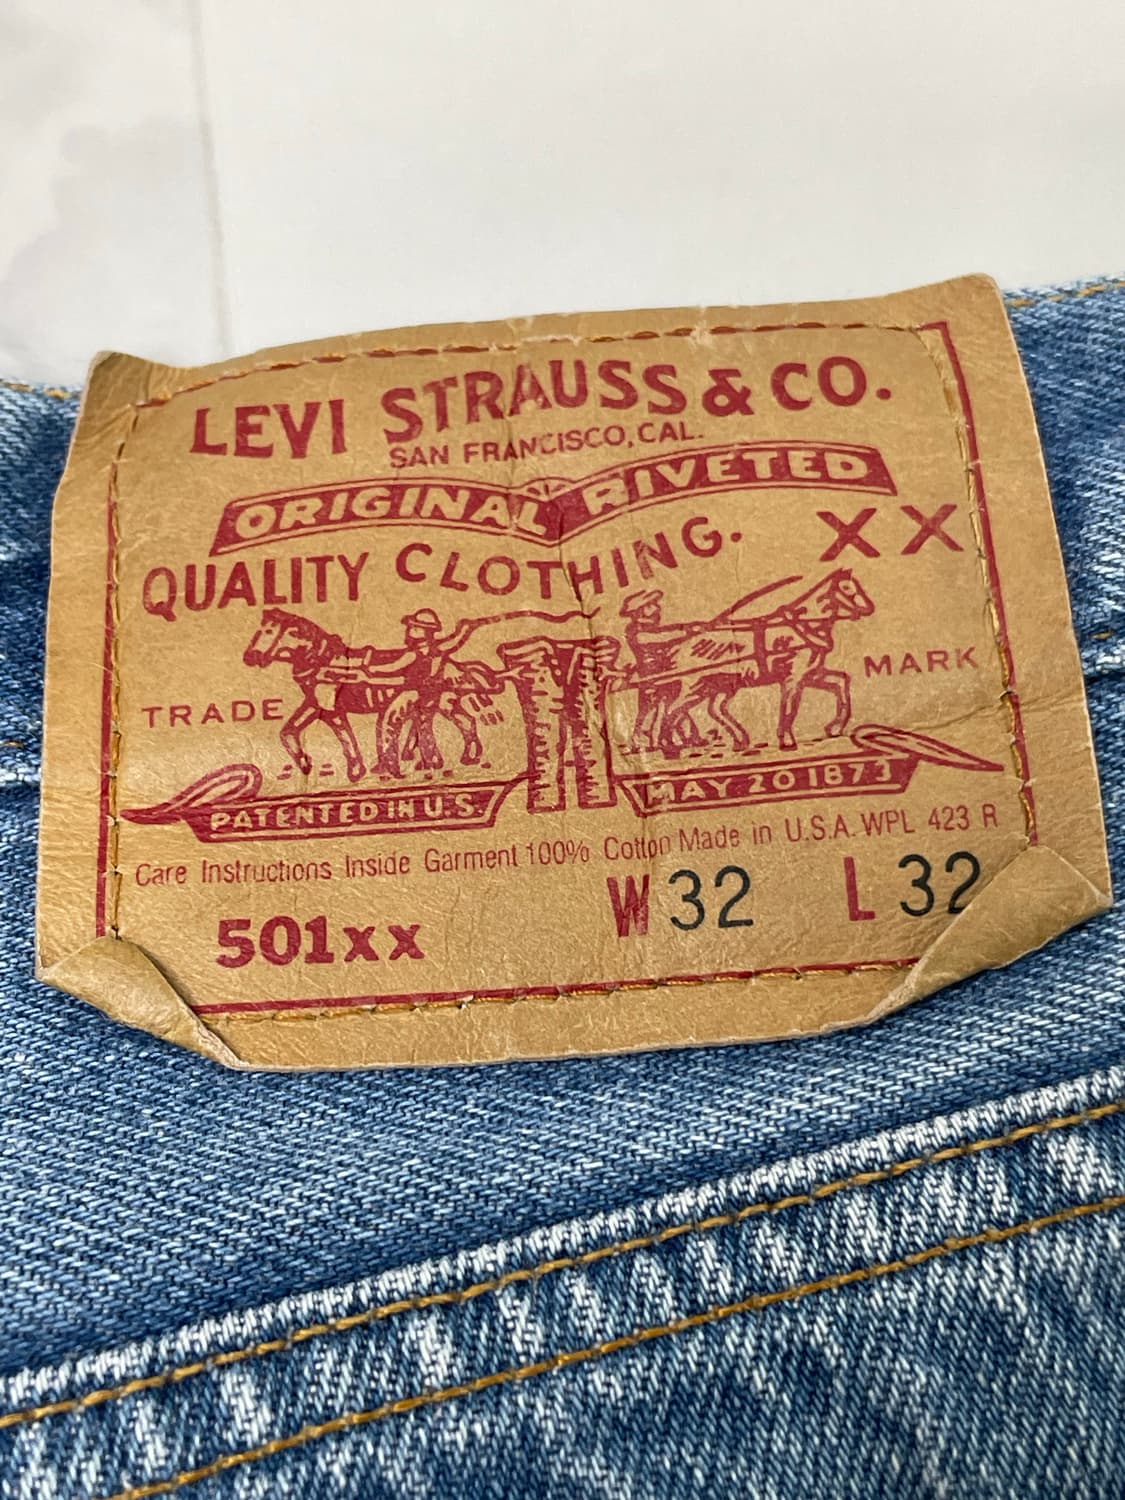 LEVI STRAUSS & CO.
SAN FRANCISCO, CAL.
ORIGINAL RIVETED
QUALITY CLOTHING. XX
TRADE MARK
PATENTED IN U.S. MAY 20 1873
Care Instructions Inside Garment 100% Cotton Made in U.S.A. WPL 423 R
501xx W 32 L 32